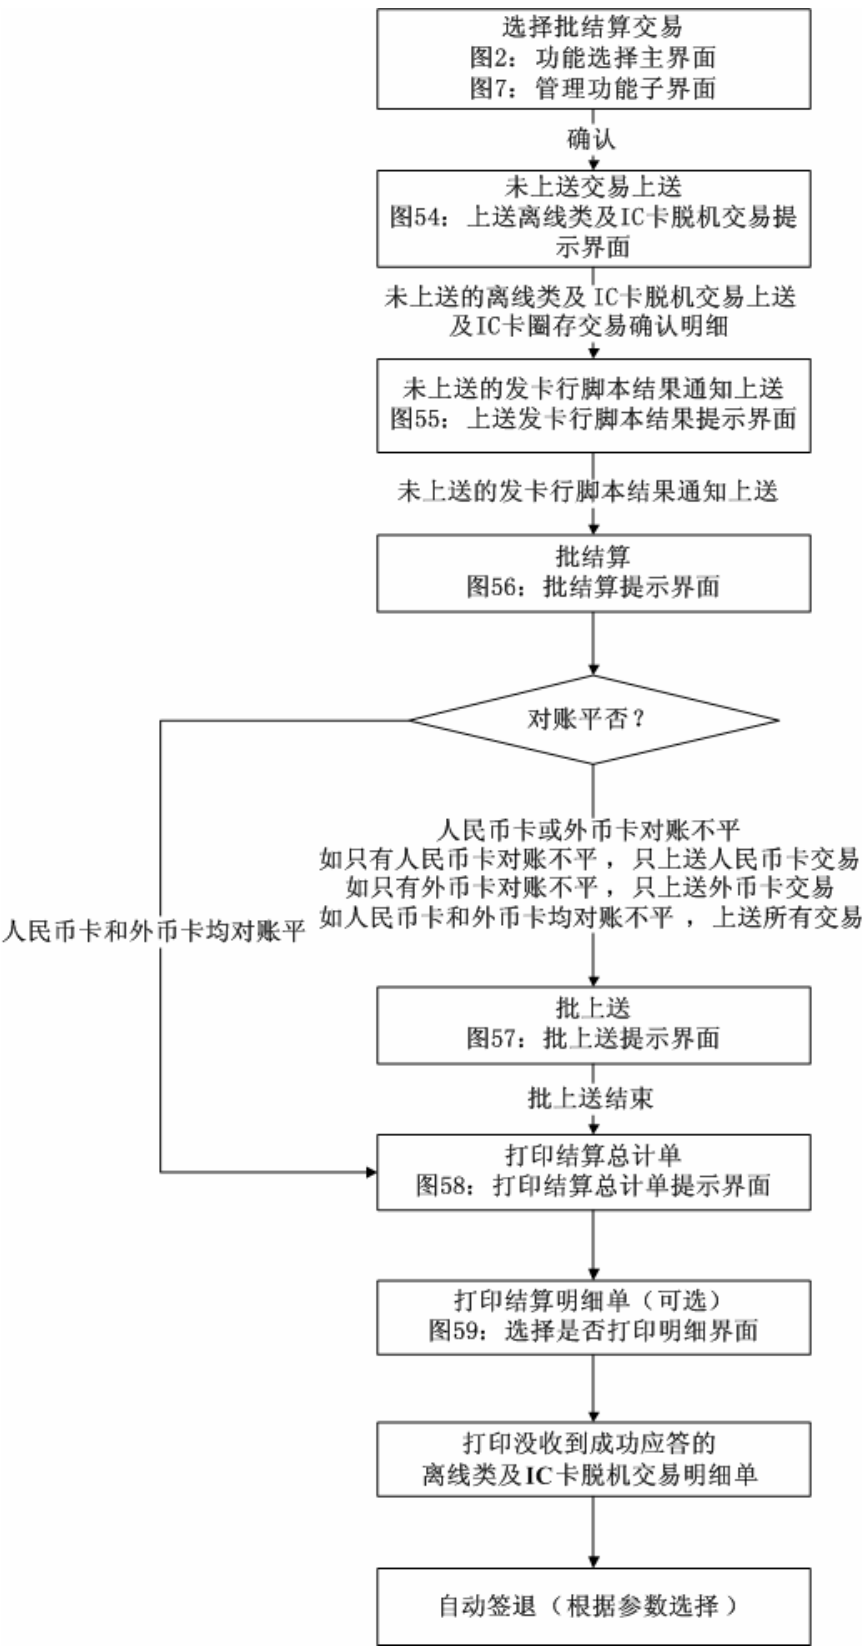 选择批结算交易
图2：功能选择主界面
图7：管理功能子界面
确认
未上送交易上送
图54：上送离线类及IC卡脱机交易提
示界面
未上送的离线类及 IC卡脱机交易上送
及IC卡圈存交易确认明细
未上送的发卡行脚本结果通知上送
图55：上送发卡行脚本结果提示界面
未上送的发卡行脚本结果通知上送
批结算
图56：批结算提示界面
对账平否？
人民币卡或外币卡对账不平
如只有人民币卡对账不平，只上送人民币卡交易
如只有外币卡对账不平，只上送外币卡交易
如人民币卡和外币卡均对账不平，上送所有交易
人民币卡和外币卡均对账平
批上送
图57：批上送提示界面
批上送结束
打印结算总计单
图58：打印结算总计单提示界面
打印结算明细单（可选）
图59：选择是否打印明细界面
打印没收到成功应答的
离线类及IC卡脱机交易明细单
自动签退（根据参数选择）